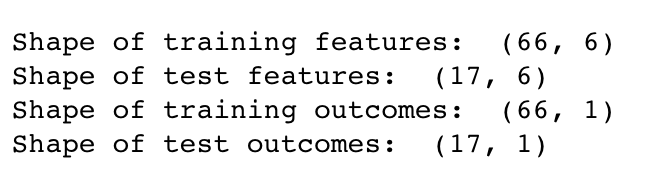 Shape of training features:  (66, 6)
Shape of test features:  (17, 6)
Shape of training outcomes:  (66, 1)
Shape of test outcomes:  (17, 1)